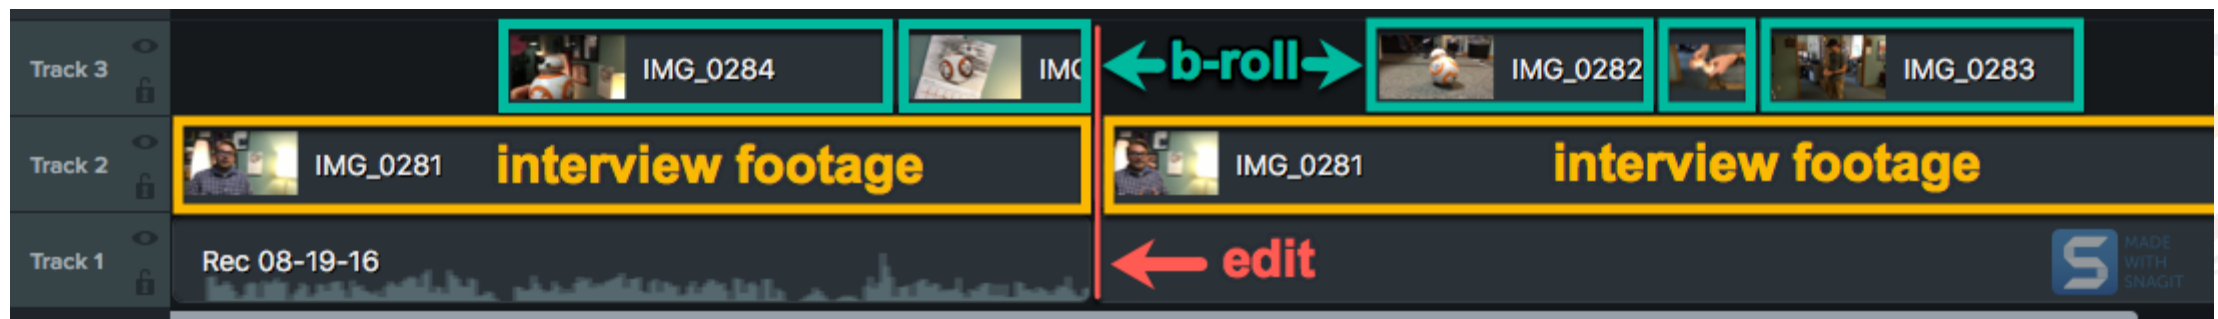 Track 3
IMG_0284
IM
b-roll
IMG_0282
IMG_0283
Track 2
IMG_0281
interview footage
IMG_0281
interview footage
Track 1
Rec 08-19-16
edit
S
MADE
WITH
SNAGIT